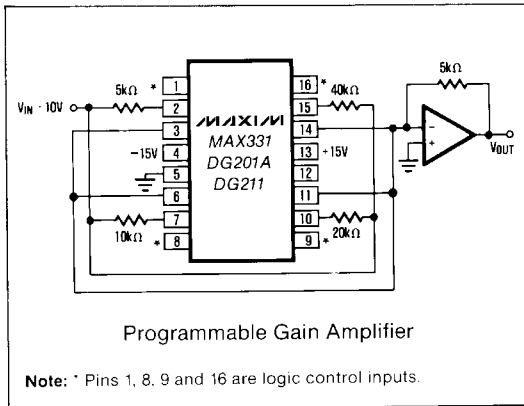 * 1 16 *
5kΩ 2 15 40kΩ 5kΩ
VIN - 10V
3 MAXIM 14
-15V 4 MAX331 13 +15V
5 DG201A 12
6 DG211 11
10kΩ 7 10 20kΩ
* 8 9 *
- +
VOUT
Programmable Gain Amplifier
Note: * Pins 1, 8, 9 and 16 are logic control inputs.